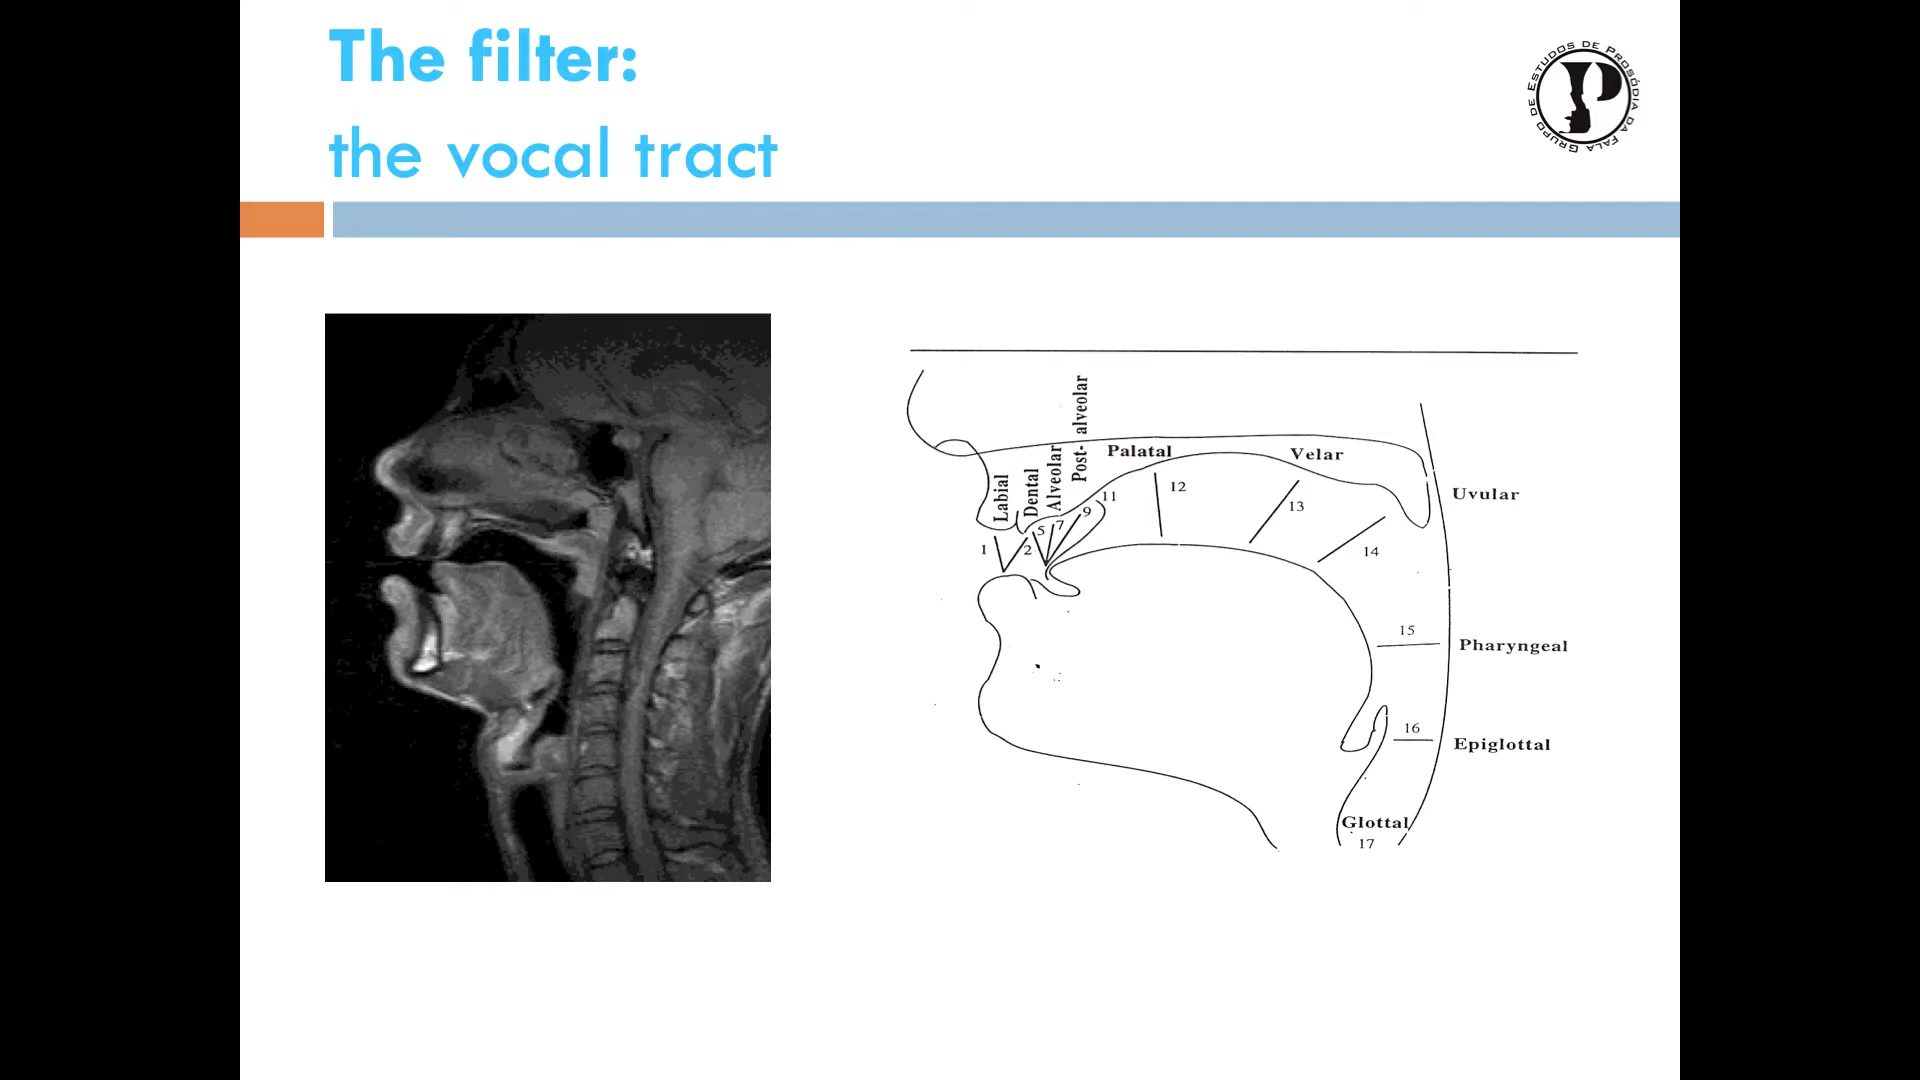 The filter:
the vocal tract
GRUPO DE ESTUDOS DE PROSÓDIA DA FALA
P
Labial
Dental
Alveolar
Post- alveolar
Palatal
Velar
Uvular
Pharyngeal
Epiglottal
Glottal
1
2
5
7
9
11
12
13
14
15
16
17